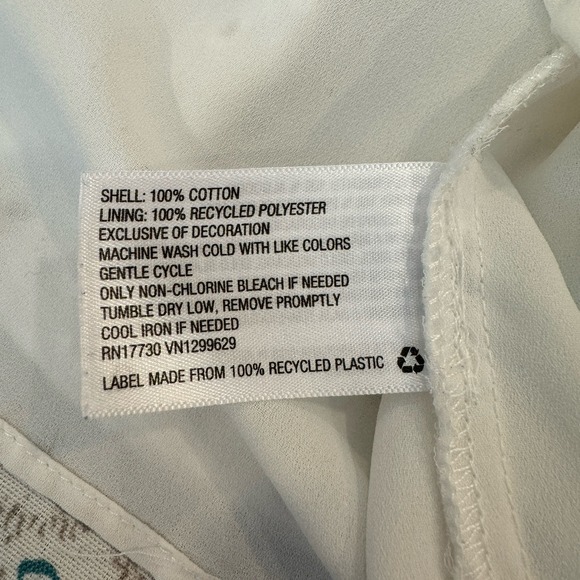 SHELL: 100% COTTON
LINING: 100% RECYCLED POLYESTER
EXCLUSIVE OF DECORATION
MACHINE WASH COLD WITH LIKE COLORS
GENTLE CYCLE
ONLY NON-CHLORINE BLEACH IF NEEDED
TUMBLE DRY LOW, REMOVE PROMPTLY
COOL IRON IF NEEDED
RN17730 VN1299629
LABEL MADE FROM 100% RECYCLED PLASTIC